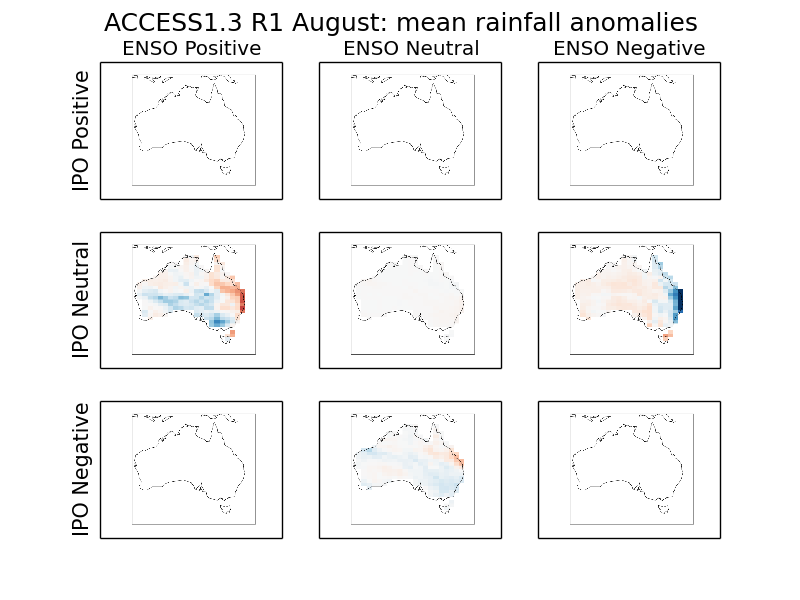 ACCESS1.3 R1 August: mean rainfall anomalies
ENSO Positive
ENSO Neutral
ENSO Negative
IPO Positive
IPO Neutral
IPO Negative